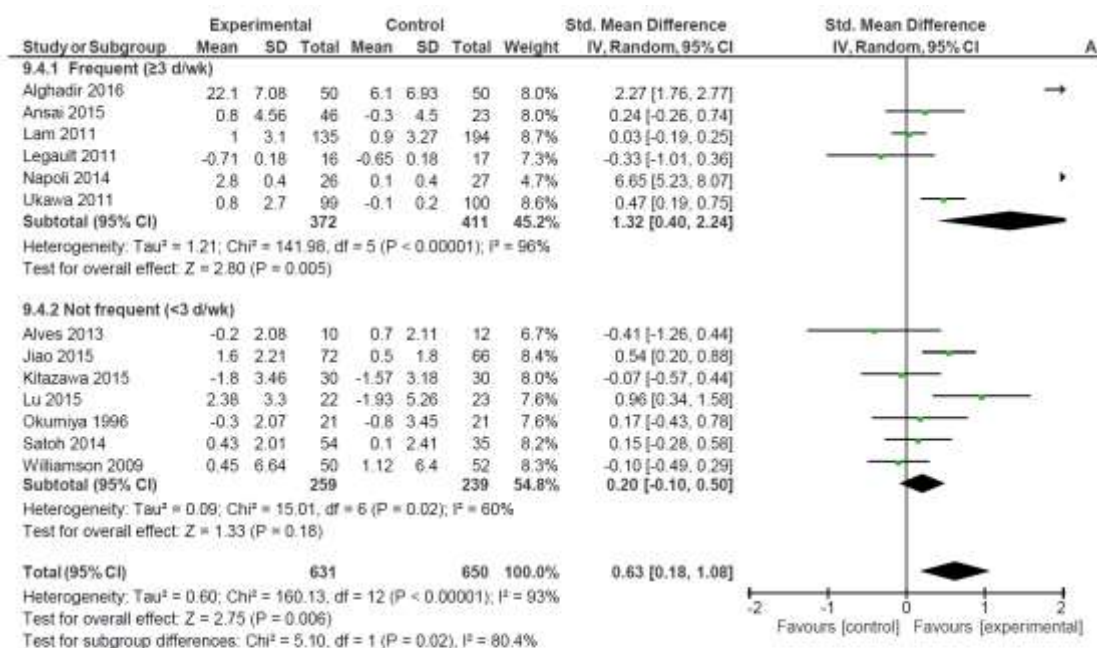 Experimental Control Std. Mean Difference Std. Mean Difference
Study or Subgroup Mean SD Total Mean SD Total Weight IV, Random, 95% CI IV, Random, 95% CI A
9.4.1 Frequent (≥3 d/wk)
Alghadir 2016 22.1 7.08 50 6.1 6.93 50 8.0% 2.27 [1.76, 2.77]
Ansai 2015 0.8 4.56 46 -0.3 4.5 23 8.0% 0.24 [-0.26, 0.74]
Lam 2011 1 3.1 135 0.9 3.27 194 8.7% 0.03 [-0.19, 0.25]
Legault 2011 -0.71 0.18 16 -0.65 0.18 17 7.3% -0.33 [-1.01, 0.36]
Napoli 2014 2.8 0.4 26 0.1 0.4 27 4.7% 6.65 [5.23, 8.07]
Ukawa 2011 0.8 2.7 99 -0.1 0.2 100 8.6% 0.47 [0.19, 0.75]
Subtotal (95% CI) 372 411 45.2% 1.32 [0.40, 2.24]
Heterogeneity: Tau² = 1.21; Chi² = 141.98, df = 5 (P < 0.00001); I² = 96%
Test for overall effect: Z = 2.80 (P = 0.005)
9.4.2 Not frequent (<3 d/wk)
Alves 2013 -0.2 2.08 10 0.7 2.11 12 6.7% -0.41 [-1.26, 0.44]
Jiao 2015 1.6 2.21 72 0.5 1.8 66 8.4% 0.54 [0.20, 0.88]
Kitazawa 2015 -1.8 3.46 30 -1.57 3.18 30 8.0% -0.07 [-0.57, 0.44]
Lu 2015 2.38 3.3 22 -1.93 5.26 23 7.6% 0.96 [0.34, 1.58]
Okumiya 1996 -0.3 2.07 21 -0.8 3.45 21 7.6% 0.17 [-0.43, 0.78]
Satoh 2014 0.43 2.01 54 0.1 2.41 35 8.2% 0.15 [-0.28, 0.58]
Williamson 2009 0.45 6.64 50 1.12 6.4 52 8.3% -0.10 [-0.49, 0.29]
Subtotal (95% CI) 259 239 54.8% 0.20 [-0.10, 0.50]
Heterogeneity: Tau² = 0.09; Chi² = 15.01, df = 6 (P = 0.02); I² = 60%
Test for overall effect: Z = 1.33 (P = 0.18)
Total (95% CI) 631 650 100.0% 0.63 [0.18, 1.08]
Heterogeneity: Tau² = 0.60; Chi² = 160.13, df = 12 (P < 0.00001); I² = 93%
Test for overall effect: Z = 2.75 (P = 0.006)
Test for subgroup differences: Chi² = 5.10, df = 1 (P = 0.02), I² = 80.4%
-2 -1 0 1 2
Favours [control] Favours [experimental]